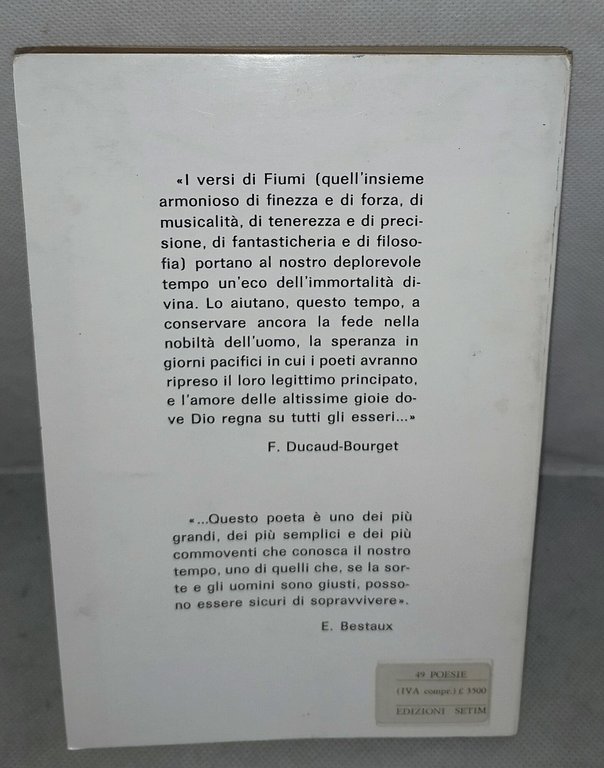 «I versi di Fiumi (quell'insieme
armonioso di finezza e di forza, di
musicalità, di tenerezza e di preci-
sione, di fantasticheria e di filoso-
fia) portano al nostro deplorevole
tempo un'eco dell'immortalità di-
vina. Lo aiutano, questo tempo, a
conservare ancora la fede nella
nobiltà dell'uomo, la speranza in
giorni pacifici in cui i poeti avranno
ripreso il loro legittimo principato,
e l'amore delle altissime gioie do-
ve Dio regna su tutti gli esseri...»
F. Ducaud-Bourget
«...Questo poeta è uno dei più
grandi, dei più semplici e dei più
commoventi che conosca il nostro
tempo, uno di quelli che, se la sor-
te e gli uomini sono giusti, posso-
no essere sicuri di sopravvivere».
E. Bestaux
49 POESIE
(IVA compr.) £ 3500
EDIZIONI SETIM